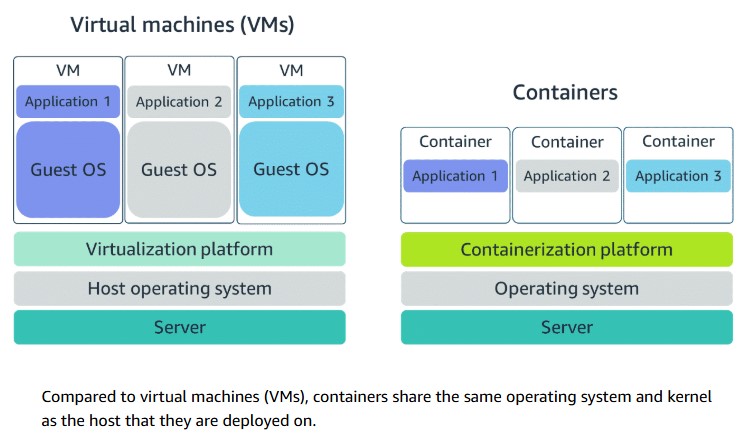 Virtual machines (VMs)
VM VM VM
Application 1 Application 2 Application 3
Guest OS Guest OS Guest OS
Virtualization platform
Host operating system
Server
Containers
Container Container Container
Application 1 Application 2 Application 3
Containerization platform
Operating system
Server
Compared to virtual machines (VMs), containers share the same operating system and kernel
as the host that they are deployed on.